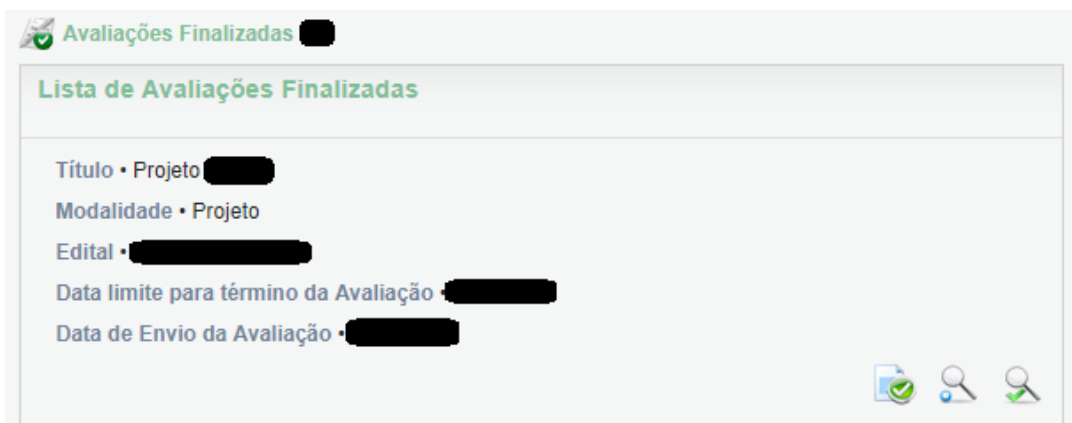 Avaliações Finalizadas
Lista de Avaliações Finalizadas
Título • Projeto
Modalidade • Projeto
Edital •
Data limite para término da Avaliação •
Data de Envio da Avaliação •